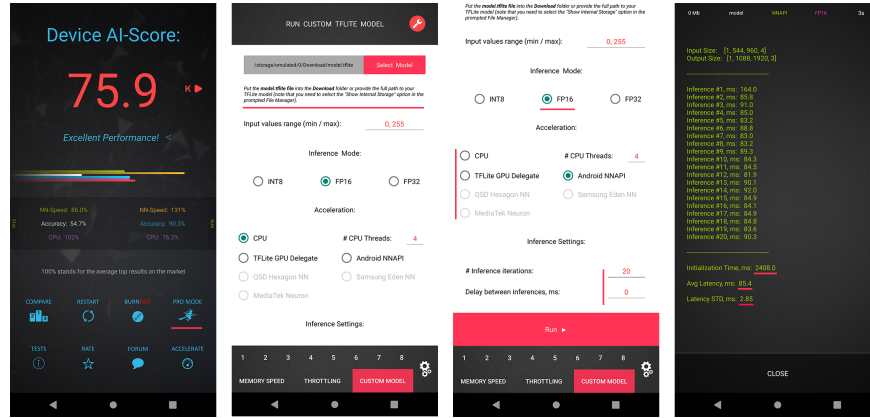 Device AI-Score:
75.9
K
Excellent Performance! <
NN-Speed: 86.0%
NN-Speed: 131%
Accuracy: 54.7%
Accuracy: 90.3%
CPU: 102%
CPU: 76.2%
100% stands for the average top results on the market
COMPARE
RESTART
BURNOUT
PRO MODE
TESTS
RATE
FORUM
ACCELERATE
RUN CUSTOM TFLITE MODEL
/storage/emulated/0/Download/model.tflite
Select Model
Put the model.tflite file into the Download folder or provide the full path to your
TFLite model (note that you need to select the "Show Internal Storage" option in the
prompted File Manager).
Input values range (min / max):
0, 255
Inference Mode:
INT8
FP16
FP32
Acceleration:
CPU
# CPU Threads:
4
TFLite GPU Delegate
Android NNAPI
QSD Hexagon NN
Samsung Eden NN
MediaTek Neuron
Inference Settings:
1 2 3 4 5 6 7 8
MEMORY SPEED
THROTTLING
CUSTOM MODEL
Put the model.tflite file into the Download folder or provide the full path to your
TFLite model (note that you need to select the "Show Internal Storage" option in the
prompted File Manager).
Input values range (min / max):
0, 255
Inference Mode:
INT8
FP16
FP32
Acceleration:
CPU
# CPU Threads:
4
TFLite GPU Delegate
Android NNAPI
QSD Hexagon NN
Samsung Eden NN
MediaTek Neuron
Inference Settings:
# Inference iterations:
20
Delay between inferences, ms:
0
Run
1 2 3 4 5 6 7 8
MEMORY SPEED
THROTTLING
CUSTOM MODEL
0 Mb
model
NNAPI
FP16
3s
Input Size: [1, 544, 960, 4]
Output Size: [1, 1088, 1920, 3]
Inference #1, ms: 164.0
Inference #2, ms: 85.8
Inference #3, ms: 91.0
Inference #4, ms: 85.0
Inference #5, ms: 83.2
Inference #6, ms: 88.8
Inference #7, ms: 83.0
Inference #8, ms: 83.2
Inference #9, ms: 89.3
Inference #10, ms: 84.3
Inference #11, ms: 84.5
Inference #12, ms: 81.9
Inference #13, ms: 90.1
Inference #14, ms: 92.0
Inference #15, ms: 84.9
Inference #16, ms: 84.1
Inference #17, ms: 84.9
Inference #18, ms: 84.8
Inference #19, ms: 83.6
Inference #20, ms: 90.3
Initialization Time, ms: 2408.0
Avg Latency, ms: 85.4
Latency STD, ms: 2.85
CLOSE